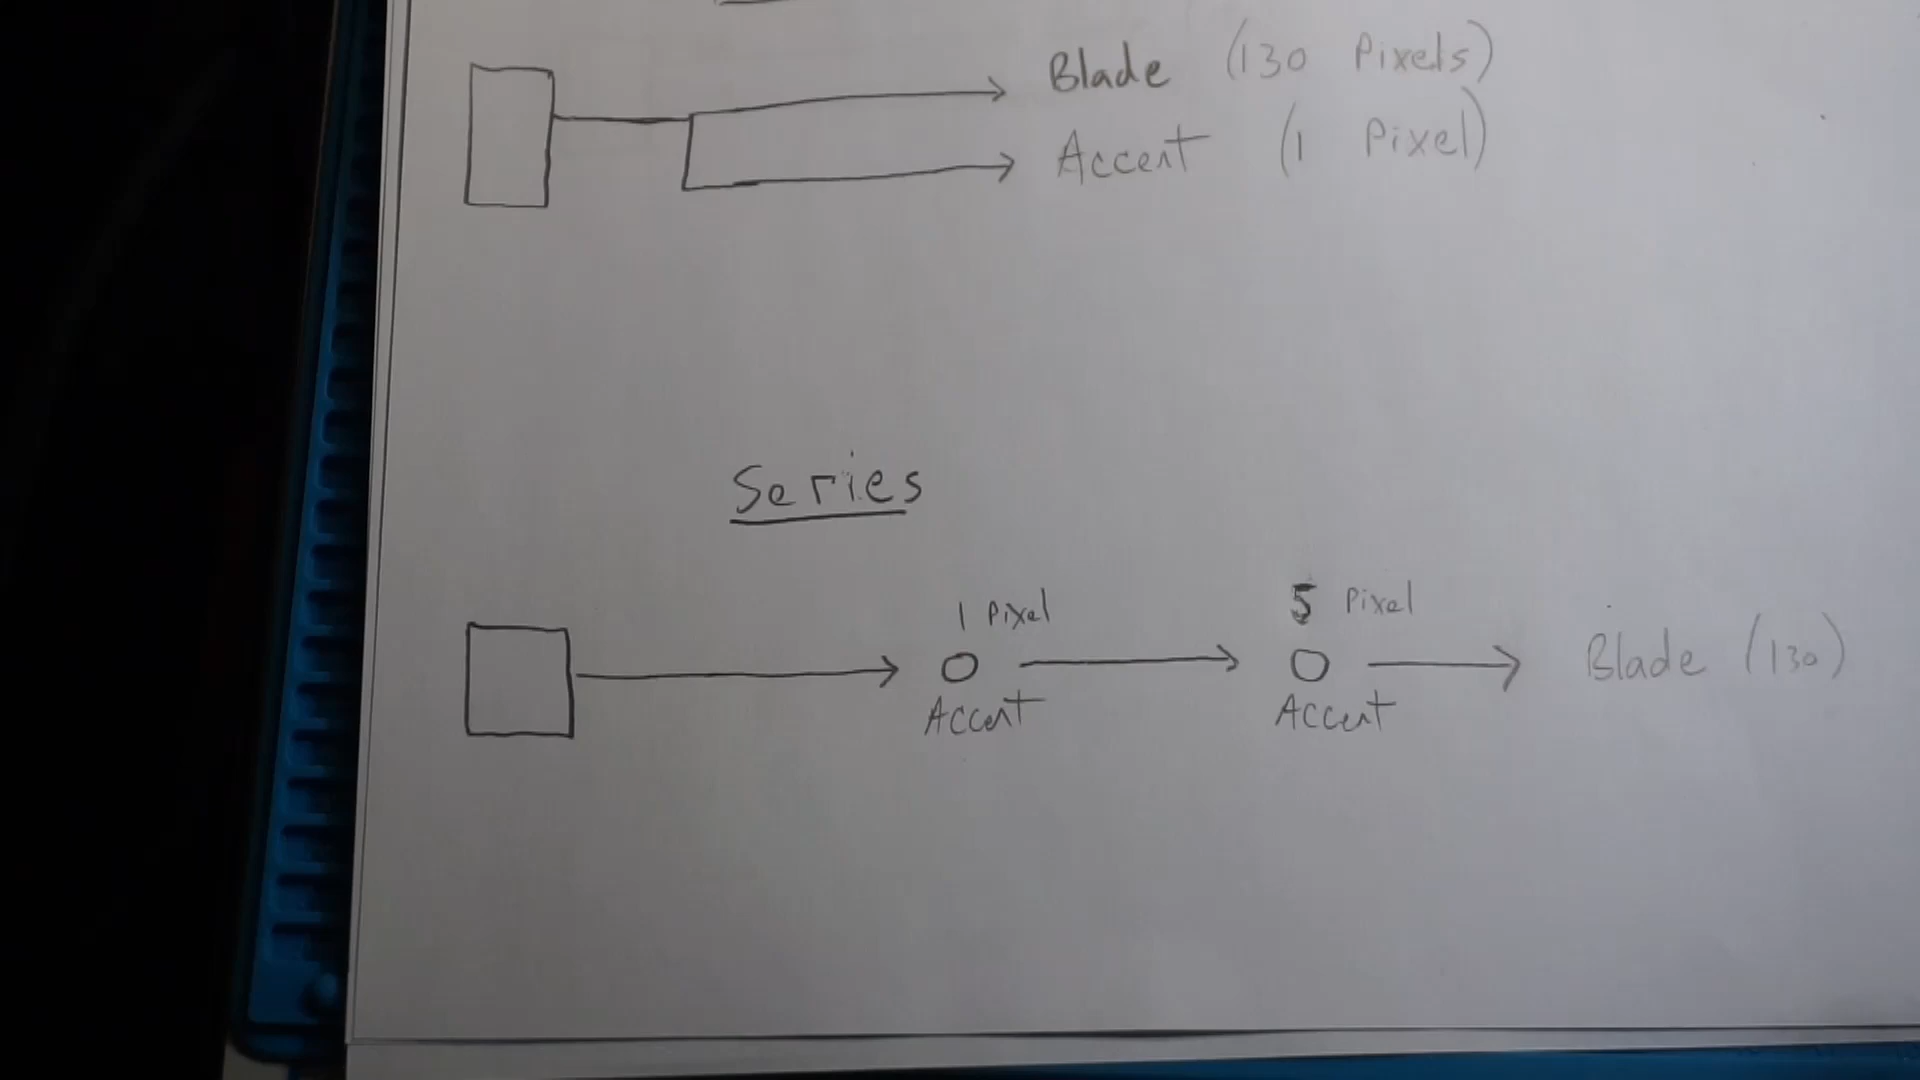 Blade (130 Pixels)
Accent (1 Pixel)
Series
1 Pixel
5 Pixel
Accent
Accent
Blade (130)